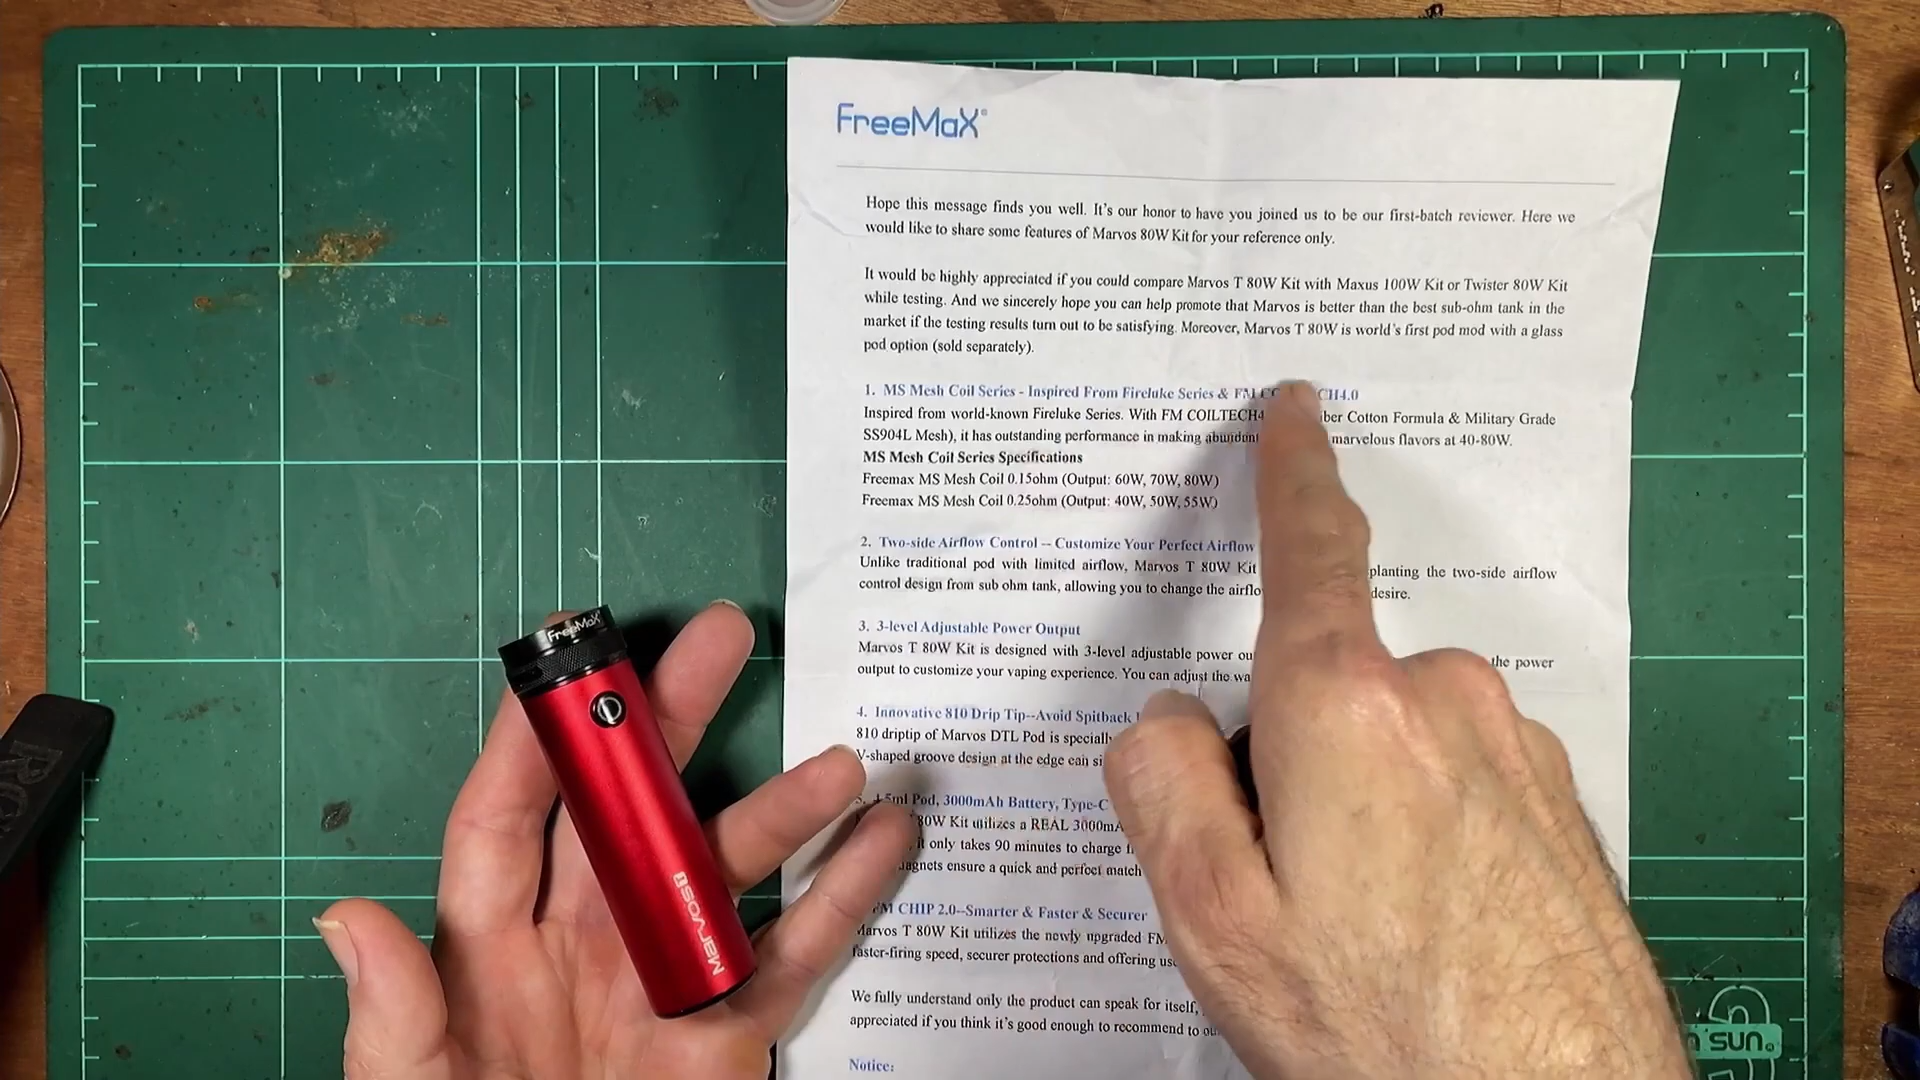 FreeMaX®
Hope this message finds you well. It's our honor to have you joined us to be our first-batch reviewer. Here we
would like to share some features of Marvos 80W Kit for your reference only.
It would be highly appreciated if you could compare Marvos T 80W Kit with Maxus 100W Kit or Twister 80W Kit
while testing. And we sincerely hope you can help promote that Marvos is better than the best sub-ohm tank in the
market if the testing results turn out to be satisfying. Moreover, Marvos T 80W is world's first pod mod with a glass
pod option (sold separately).
1. MS Mesh Coil Series - Inspired From Fireluke Series & FM CO CH4.0
Inspired from world-known Fireluke Series. With FM COILTECH4 iber Cotton Formula & Military Grade
SS904L Mesh), it has outstanding performance in making abundant marvelous flavors at 40-80W.
MS Mesh Coil Series Specifications
Freemax MS Mesh Coil 0.15ohm (Output: 60W, 70W, 80W)
Freemax MS Mesh Coil 0.25ohm (Output: 40W, 50W, 55W)
2. Two-side Airflow Control -- Customize Your Perfect Airflow
Unlike traditional pod with limited airflow, Marvos T 80W Kit planting the two-side airflow
control design from sub ohm tank, allowing you to change the airflo desire.
3. 3-level Adjustable Power Output
Marvos T 80W Kit is designed with 3-level adjustable power ou the power
output to customize your vaping experience. You can adjust the wa
4. Innovative 810 Drip Tip--Avoid Spitback
810 driptip of Marvos DTL Pod is specially
V-shaped groove design at the edge can si
5ml Pod, 3000mAh Battery, Type-C
80W Kit utilizes a REAL 3000mA
it only takes 90 minutes to charge f
agnets ensure a quick and perfect match
FM CHIP 2.0--Smarter & Faster & Securer
Marvos T 80W Kit utilizes the newly upgraded FM
faster-firing speed, securer protections and offering use
We fully understand only the product can speak for itself,
appreciated if you think it's good enough to recommend to ou
Notice:
FreeMaX
Marvos T
sun